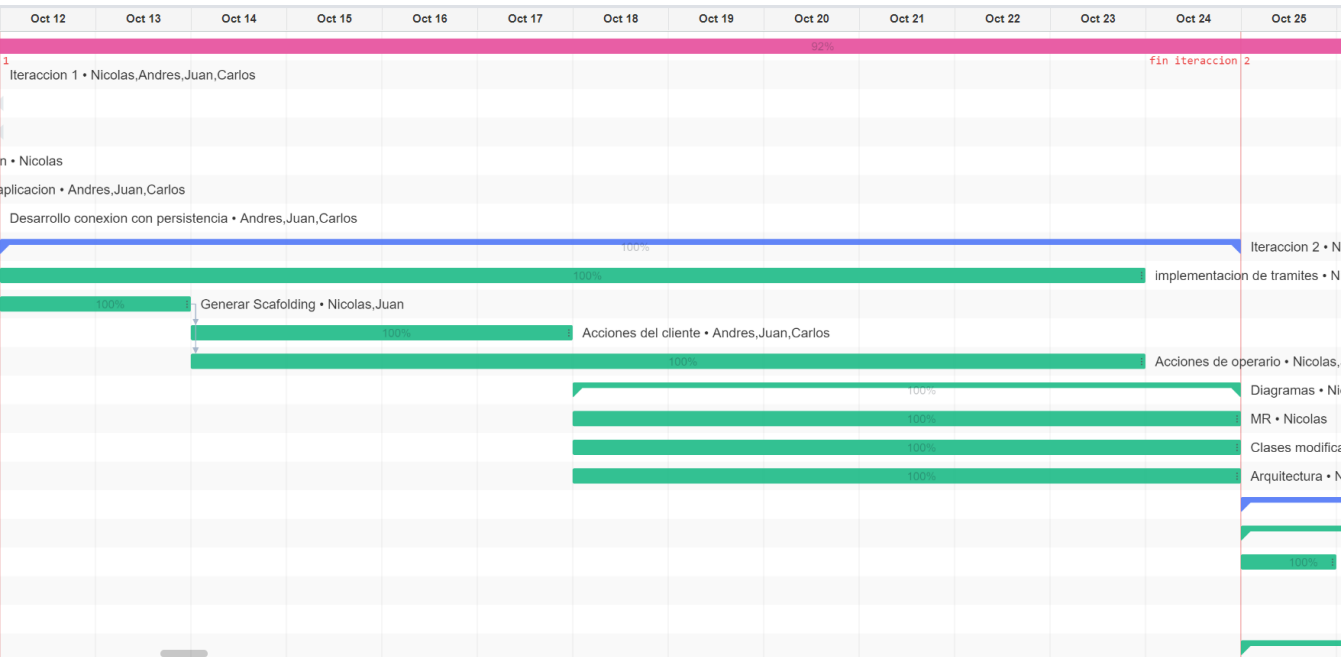 Oct 12 Oct 13 Oct 14 Oct 15 Oct 16 Oct 17 Oct 18 Oct 19 Oct 20 Oct 21 Oct 22 Oct 23 Oct 24 Oct 25
92%
1 fin iteraccion 2
Iteraccion 1 • Nicolas,Andres,Juan,Carlos
n • Nicolas
aplicacion • Andres,Juan,Carlos
Desarrollo conexion con persistencia • Andres,Juan,Carlos
100% Iteraccion 2 • N
100% implementacion de tramites • N
100% Generar Scafolding • Nicolas,Juan
100% Acciones del cliente • Andres,Juan,Carlos
100% Acciones de operario • Nicolas,
100% Diagramas • Ni
100% MR • Nicolas
100% Clases modifica
100% Arquitectura • N
100%